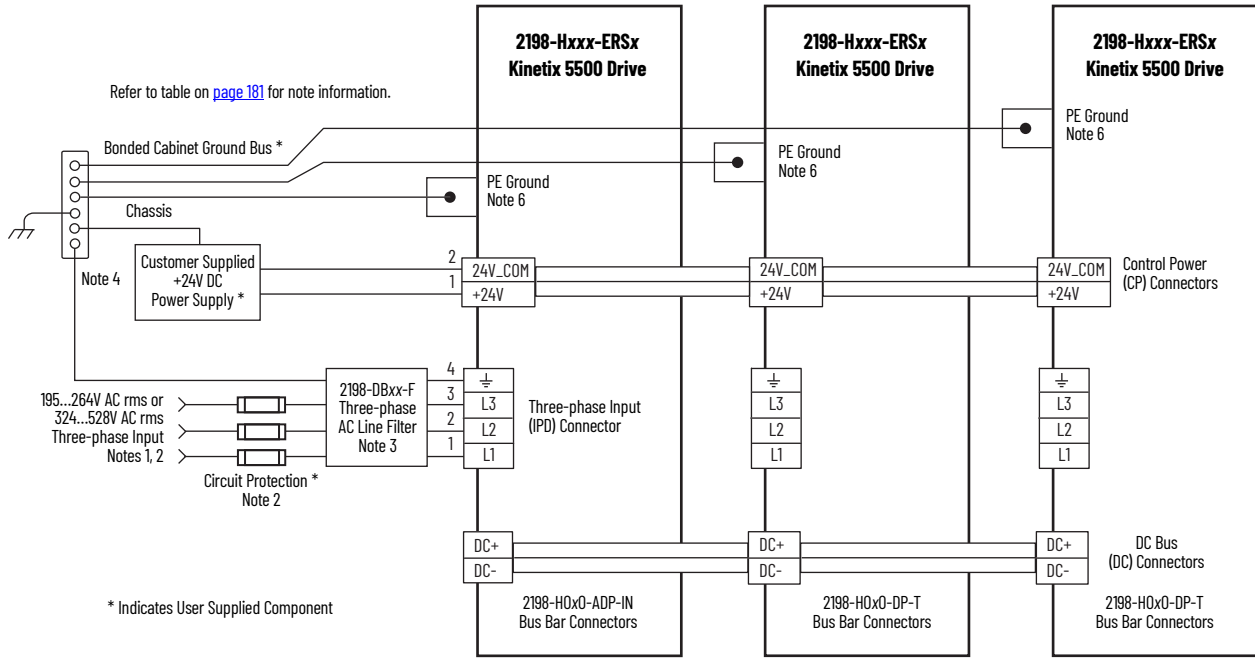 2198-Hxxx-ERSx
Kinetix 5500 Drive
2198-Hxxx-ERSx
Kinetix 5500 Drive
2198-Hxxx-ERSx
Kinetix 5500 Drive
Refer to table on page 181 for note information.
Bonded Cabinet Ground Bus *
PE Ground
Note 6
PE Ground
Note 6
PE Ground
Note 6
Chassis
Note 4
Customer Supplied
+24V DC
Power Supply *
2
1
24V_COM
+24V
24V_COM
+24V
24V_COM
+24V
Control Power
(CP) Connectors
195...264V AC rms or
324...528V AC rms
Three-phase Input
Notes 1, 2
Circuit Protection *
Note 2
2198-DBxx-F
Three-phase
AC Line Filter
Note 3
4
3
2
1
L3
L2
L1
Three-phase Input
(IPD) Connector
L3
L2
L1
L3
L2
L1
DC+
DC-
DC+
DC-
DC+
DC-
DC Bus
(DC) Connectors
* Indicates User Supplied Component
2198-H0x0-ADP-IN
Bus Bar Connectors
2198-H0x0-DP-T
Bus Bar Connectors
2198-H0x0-DP-T
Bus Bar Connectors